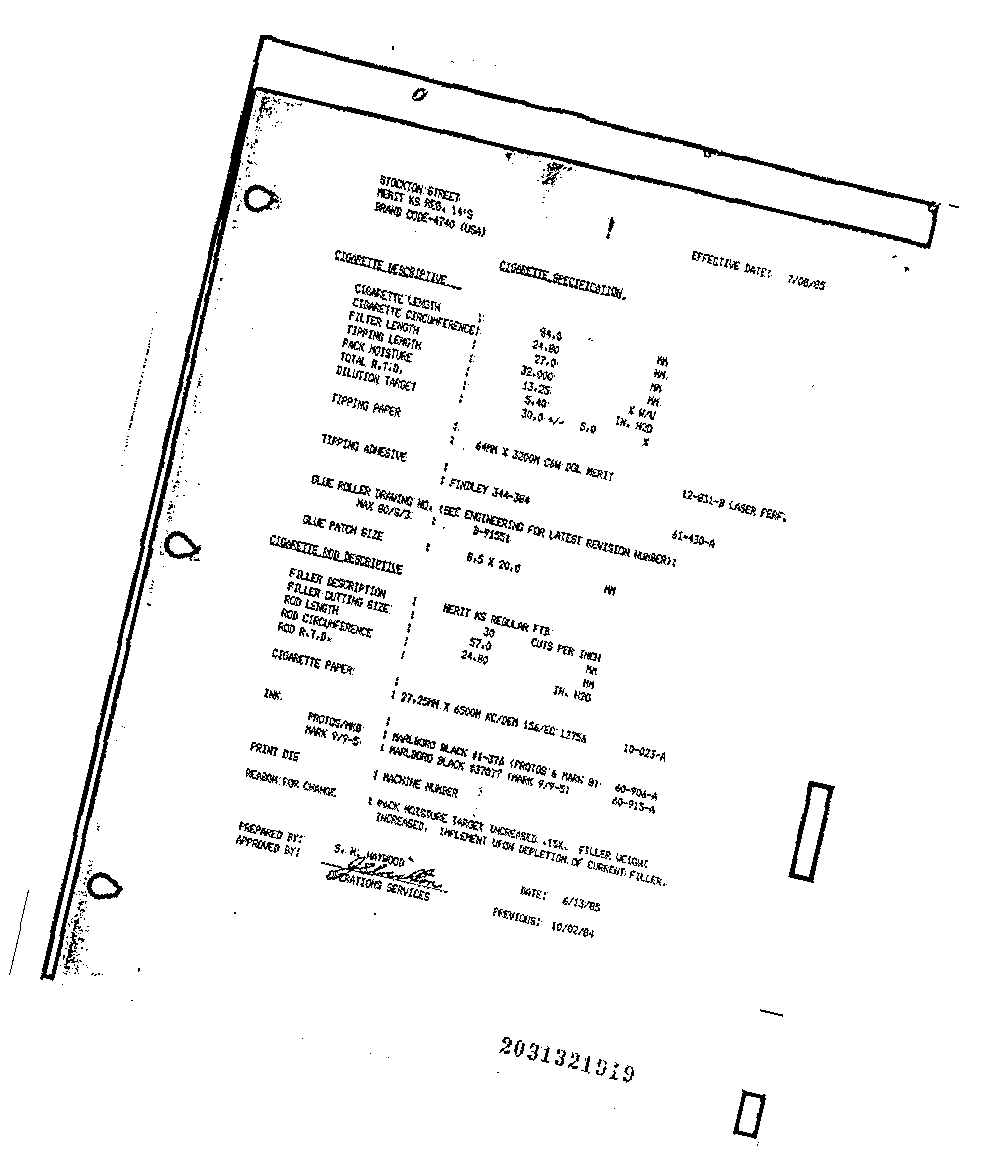 STOCKTON STREET
MERIT KS REG. 14'S
BRAND CODE-4740 (USA)
EFFECTIVE DATE: 7/08/85
CIGARETTE DESCRIPTIVE CIGARETTE SPECIFICATION
CIGARETTE LENGTH : 84.0 MM
CIGARETTE CIRCUMFERENCE: 24.80 MM
FILTER LENGTH : 27.0 MM
TIPPING LENGTH : 32.000 MM
PACK MOISTURE : 13.25 % W/V
TOTAL R.T.D. : 5.40 IN. H2O
DILUTION TARGET : 30.0 +/- 5.0 %
TIPPING PAPER : 64MM X 3200M C&W DGL MERIT 12-031-B LASER PERF.
TIPPING ADHESIVE : FINDLEY 344-384 61-430-A
GLUE ROLLER DRAWING NO. (SEE ENGINEERING FOR LATEST REVISION NUMBER):
MAX 80/8/3 : B-91551
GLUE PATCH SIZE : 8.5 X 20.0 MM
CIGARETTE ROD DESCRIPTIVE
FILLER DESCRIPTION : MERIT KS REGULAR FTB
FILLER CUTTING SIZE : 30 CUTS PER INCH
ROD LENGTH : 57.0 MM
ROD CIRCUMFERENCE : 24.80 MM
ROD R.T.D. : IN. H2O
CIGARETTE PAPER : 27.25MM X 6500M KC/DEM 156/EC 12756 10-023-A
INK
PROTOS/MK8 : MARLBORO BLACK #1-376 (PROTOS & MARK 8) 60-906-A
MARK 9/9-5 : MARLBORO BLACK #37017 (MARK 9/9-5) 60-915-A
PRINT DIE : MACHINE NUMBER :
REASON FOR CHANGE : PACK MOISTURE TARGET INCREASED .15%. FILLER WEIGHT
INCREASED. IMPLEMENT UPON DEPLETION OF CURRENT FILLER.
PREPARED BY: S. H. HAYWOOD
APPROVED BY:
OPERATIONS SERVICES
DATE: 6/13/85
PREVIOUS: 10/02/84
2031321919